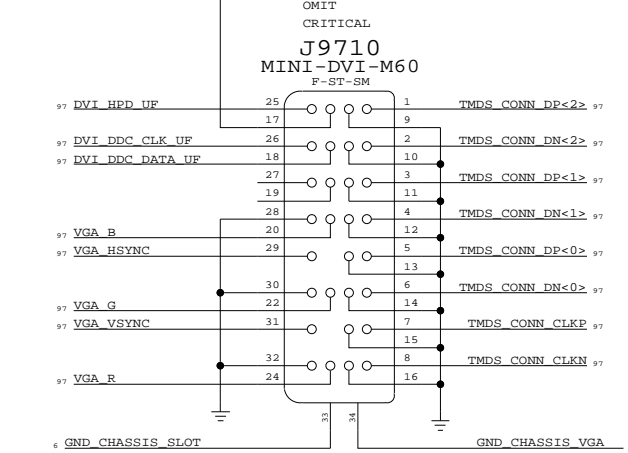 OMIT
CRITICAL
J9710
MINI-DVI-M60
F-ST-SM
97 DVI_HPD_UF 25 1 TMDS_CONN_DP<2> 97
17 9
97 DVI_DDC_CLK_UF 26 2 TMDS_CONN_DN<2> 97
97 DVI_DDC_DATA_UF 18 10
27 3 TMDS_CONN_DP<1> 97
19 11
28 4 TMDS_CONN_DN<1> 97
97 VGA_B 20 12
97 VGA_HSYNC 29 5 TMDS_CONN_DP<0> 97
13
30 6 TMDS_CONN_DN<0> 97
97 VGA_G 22 14
97 VGA_VSYNC 31 7 TMDS_CONN_CLKP 97
15
32 8 TMDS_CONN_CLKN 97
97 VGA_R 24 16
33 34
6 GND_CHASSIS_SLOT GND_CHASSIS_VGA